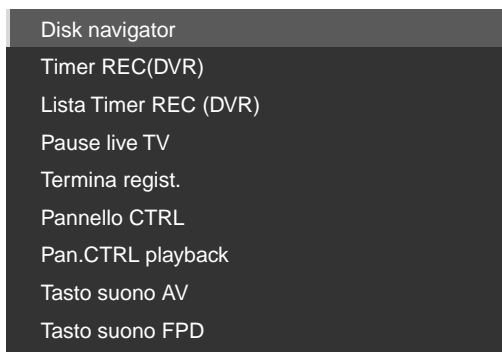 Disk navigator
Timer REC(DVR)
Lista Timer REC (DVR)
Pause live TV
Termina regist.
Pannello CTRL
Pan.CTRL playback
Tasto suono AV
Tasto suono FPD